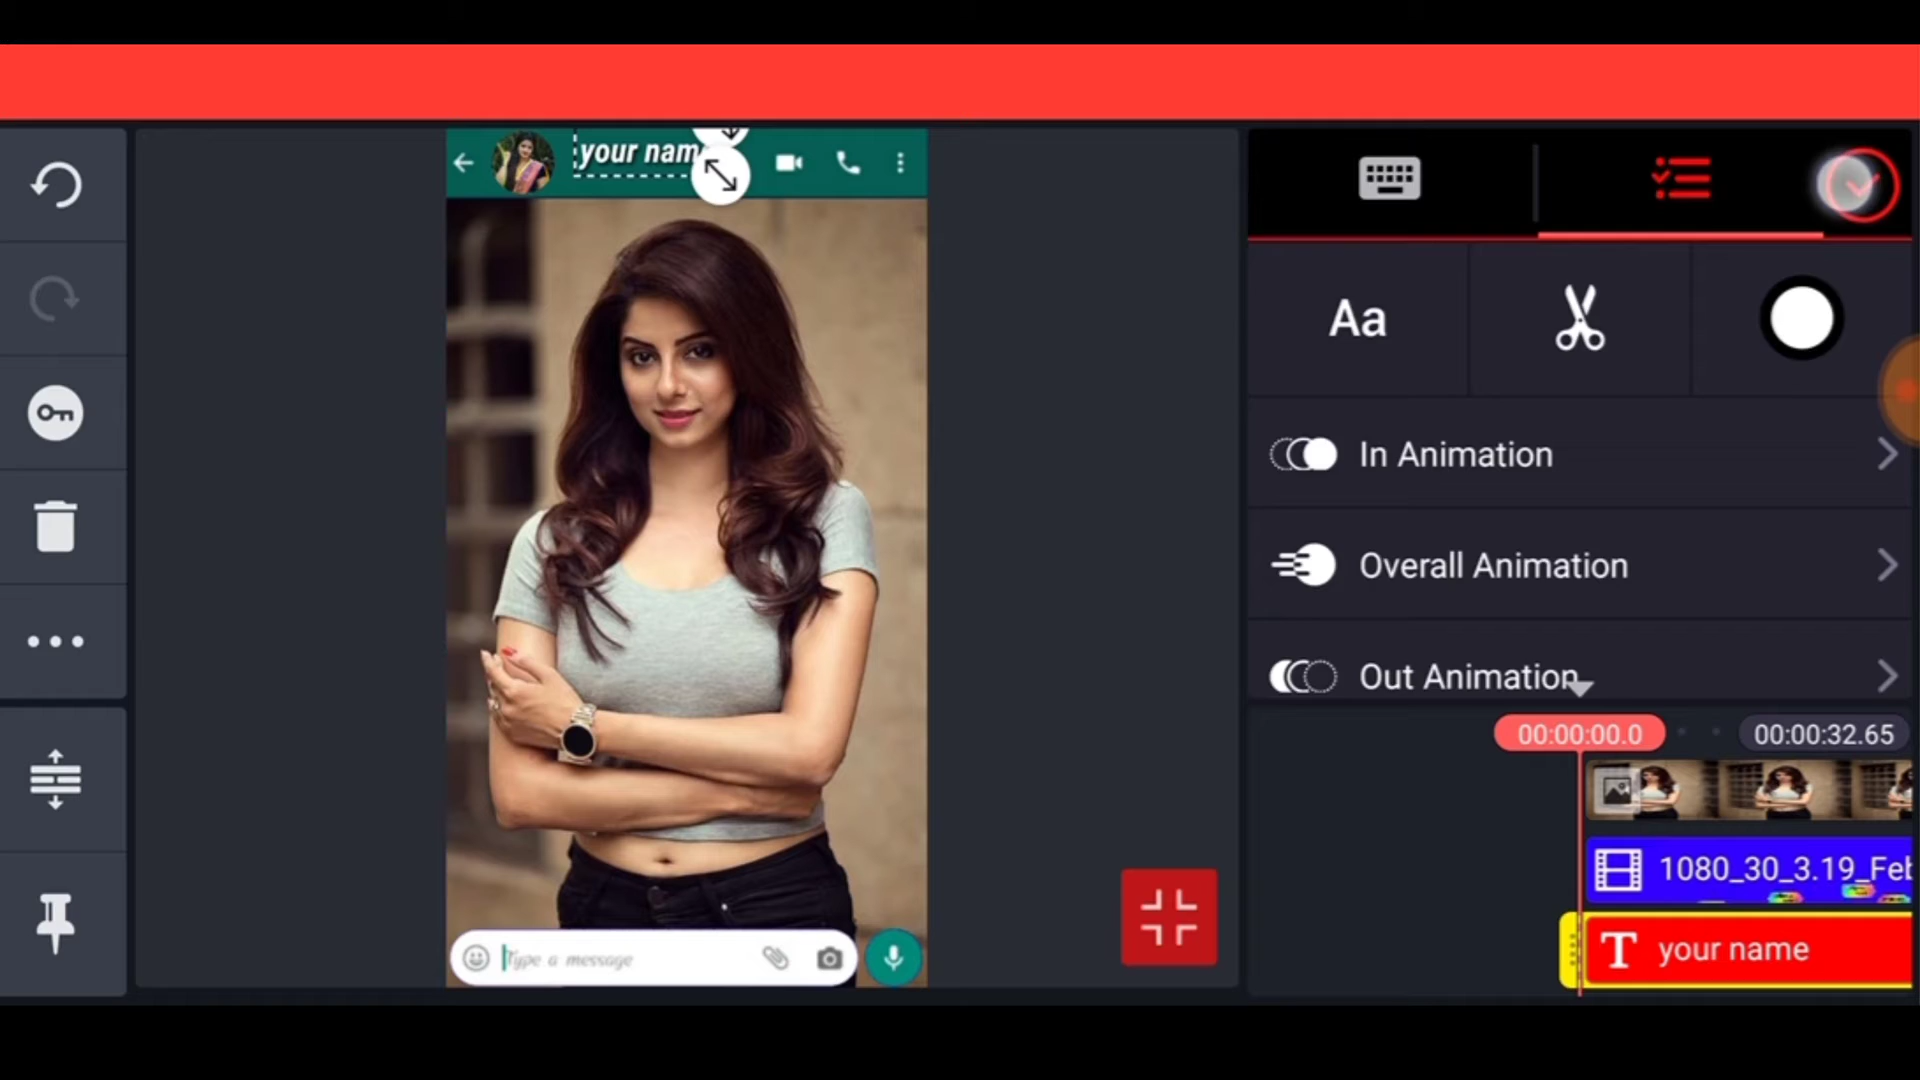 your nam
Aa
In Animation
Overall Animation
Out Animation
00:00:00.0
00:00:32.65
1080_30_3.19_Feb
T your name
Type a message